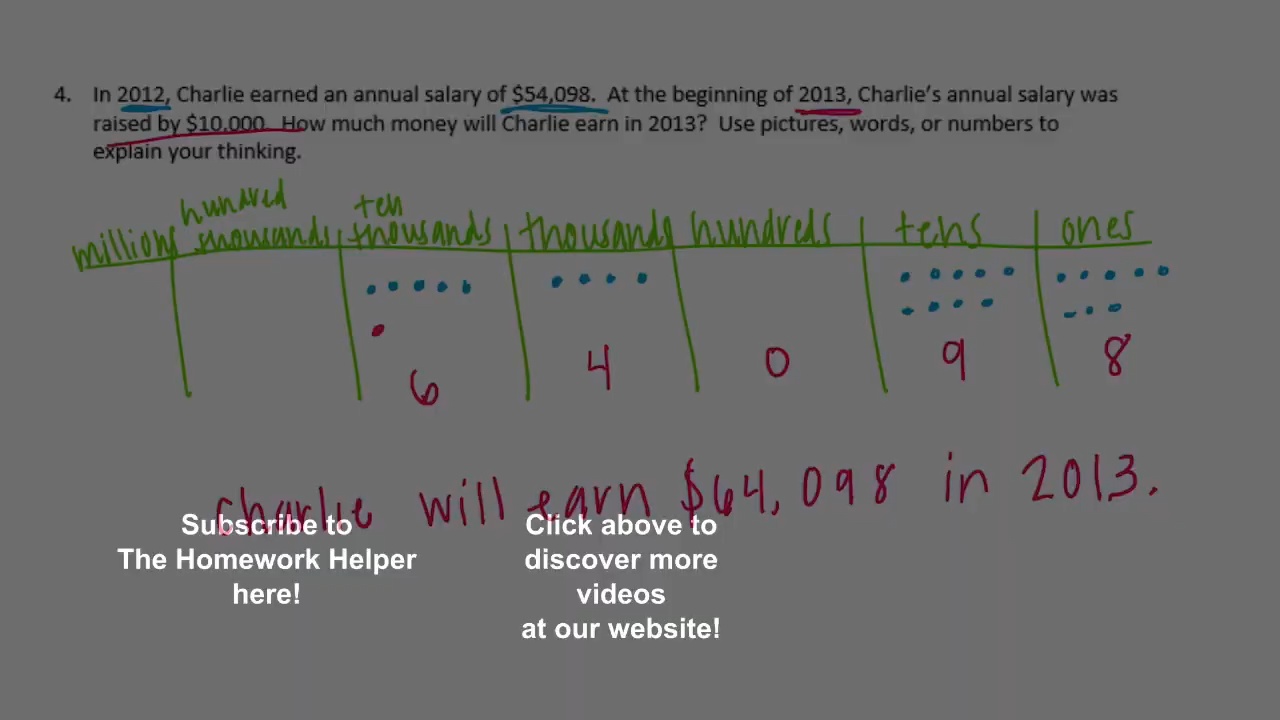 4. In 2012, Charlie earned an annual salary of $54,098. At the beginning of 2013, Charlie's annual salary was
raised by $10,000. How much money will Charlie earn in 2013? Use pictures, words, or numbers to
explain your thinking.
millions hundred thousands ten thousands thousands hundreds tens ones
6 4 0 9 8
Charlie will earn $64,098 in 2013.
Subscribe to
The Homework Helper
here!
Click above to
discover more
videos
at our website!